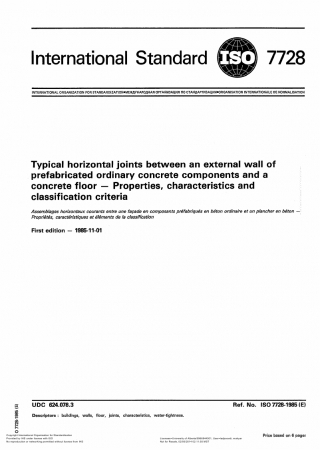 International Standard ISO 7728
INTERNATIONAL ORGANIZATION FOR STANDARDIZATION•МЕЖДУНАРОДНАЯ ОРГАНИЗАЦИЯ ПО СТАНДАРТИЗАЦИИ•ORGANISATION INTERNATIONALE DE NORMALISATION
Typical horizontal joints between an external wall of
prefabricated ordinary concrete components and a
concrete floor — Properties, characteristics and
classification criteria
Assemblages horizontaux courants entre une façade en composants préfabriqués en béton ordinaire et un plancher en béton —
Propriétés, caractéristiques et éléments de la classification
First edition — 1985-11-01
UDC 624.078.3 Ref. No. ISO 7728-1985 (E)
Descriptors : buildings, walls, floor, joints, characteristics, water-tightness.
O 7728-1985 (E)
Price based on 6 pages